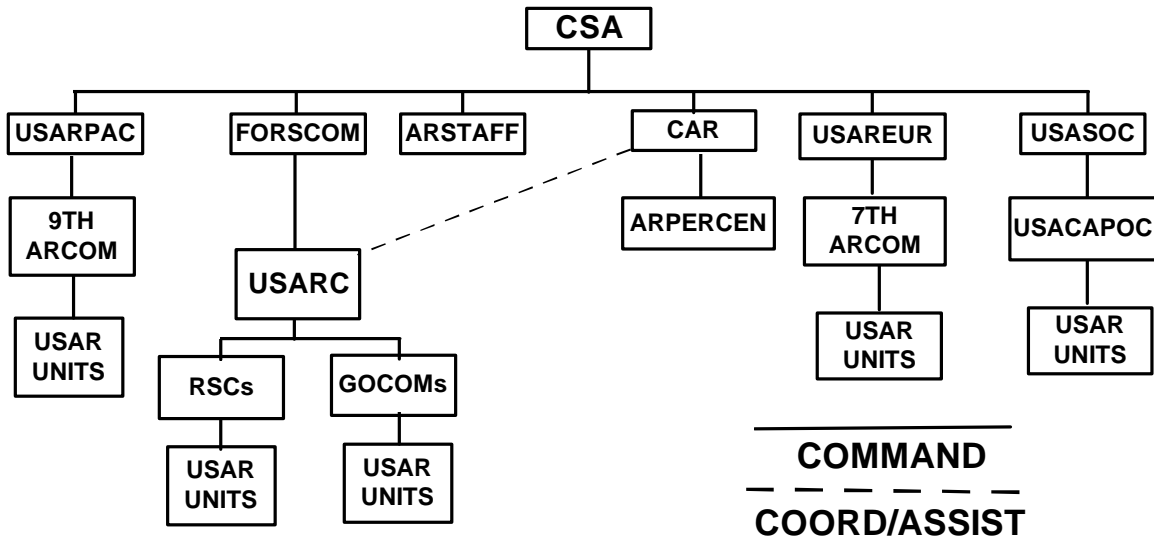 CSA
USARPAC
FORSCOM
ARSTAFF
CAR
USAREUR
USASOC
9TH
ARCOM
USARC
ARPERCEN
7TH
ARCOM
USACAPOC
USAR
UNITS
RSCs
GOCOMs
USAR
UNITS
USAR
UNITS
USAR
UNITS
USAR
UNITS
COMMAND
COORD/ASSIST